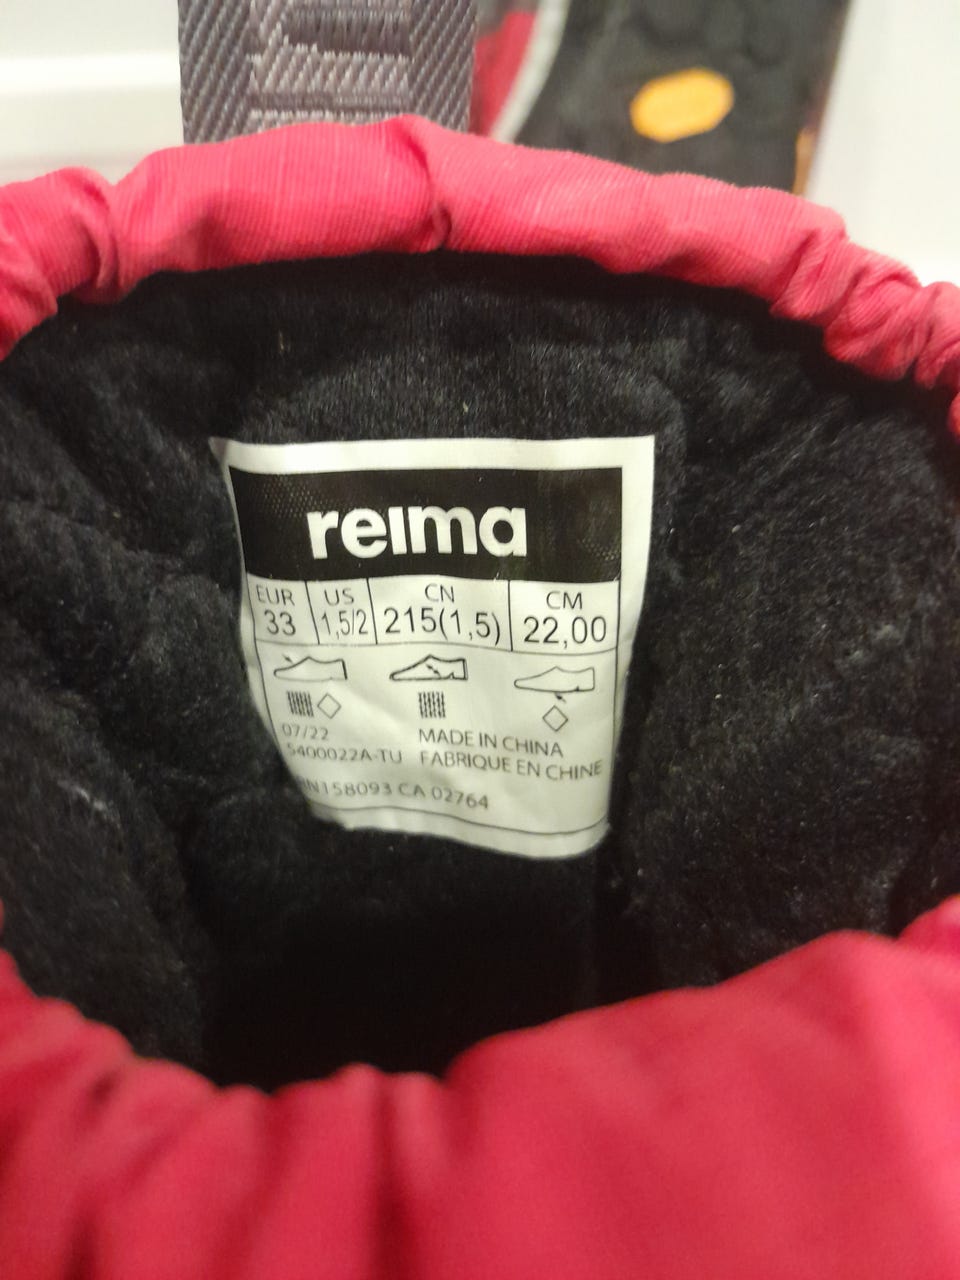 reima
EUR US CN CM
33 1,5/2 215(1,5) 22,00
07/22 MADE IN CHINA
5400022A-TU FABRIQUE EN CHINE
RN158093 CA 02764